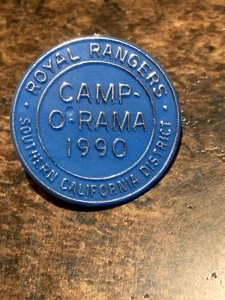 • ROYAL RANGERS •
CAMP-
O-RAMA
1990
SOUTHERN CALIFORNIA DISTRICT